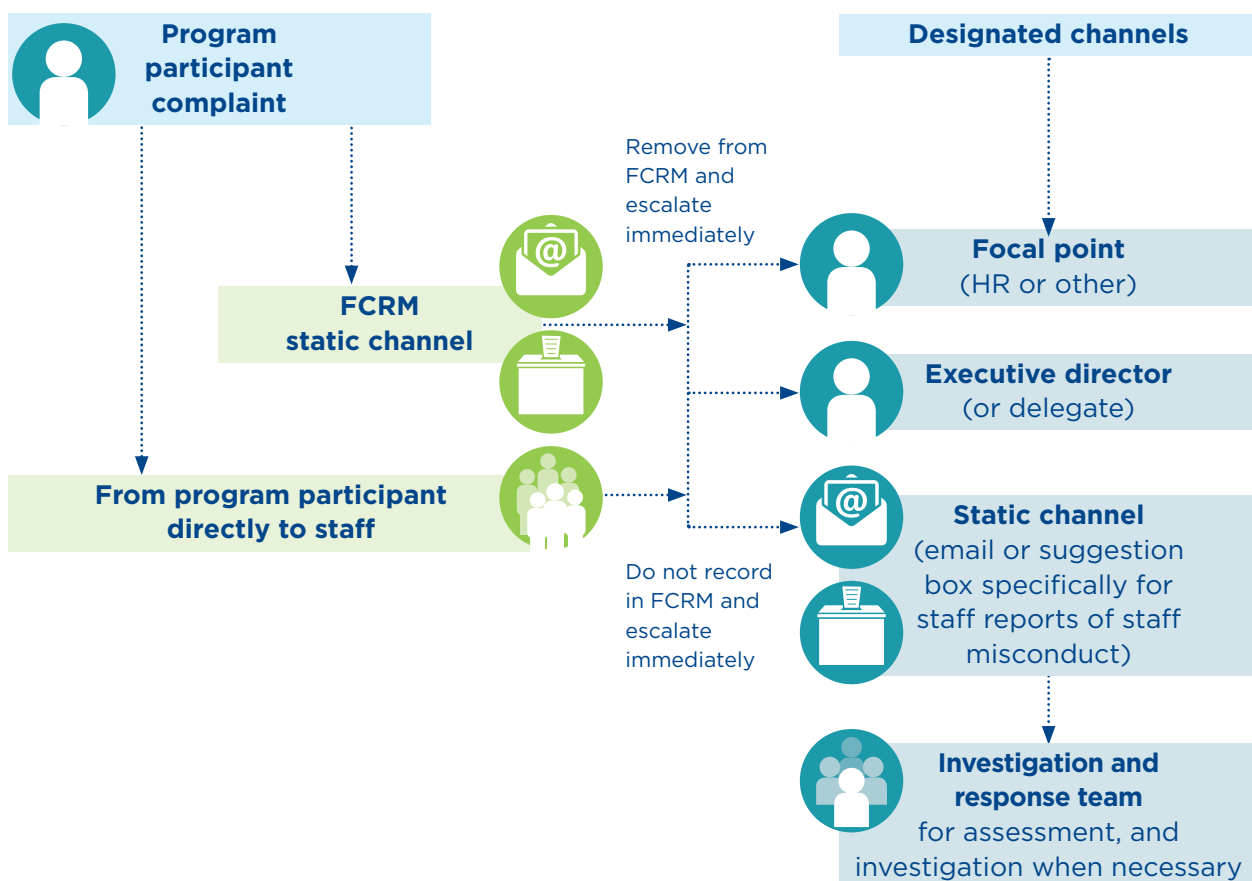 Program
participant
complaint
Designated channels
Remove from
FCRM and
escalate
immediately
@
FCRM
static channel
Focal point
(HR or other)
Executive director
(or delegate)
From program participant
directly to staff
Do not record
in FCRM and
escalate
immediately
@
Static channel
(email or suggestion
box specifically for
staff reports of staff
misconduct)
Investigation and
response team
for assessment, and
investigation when necessary